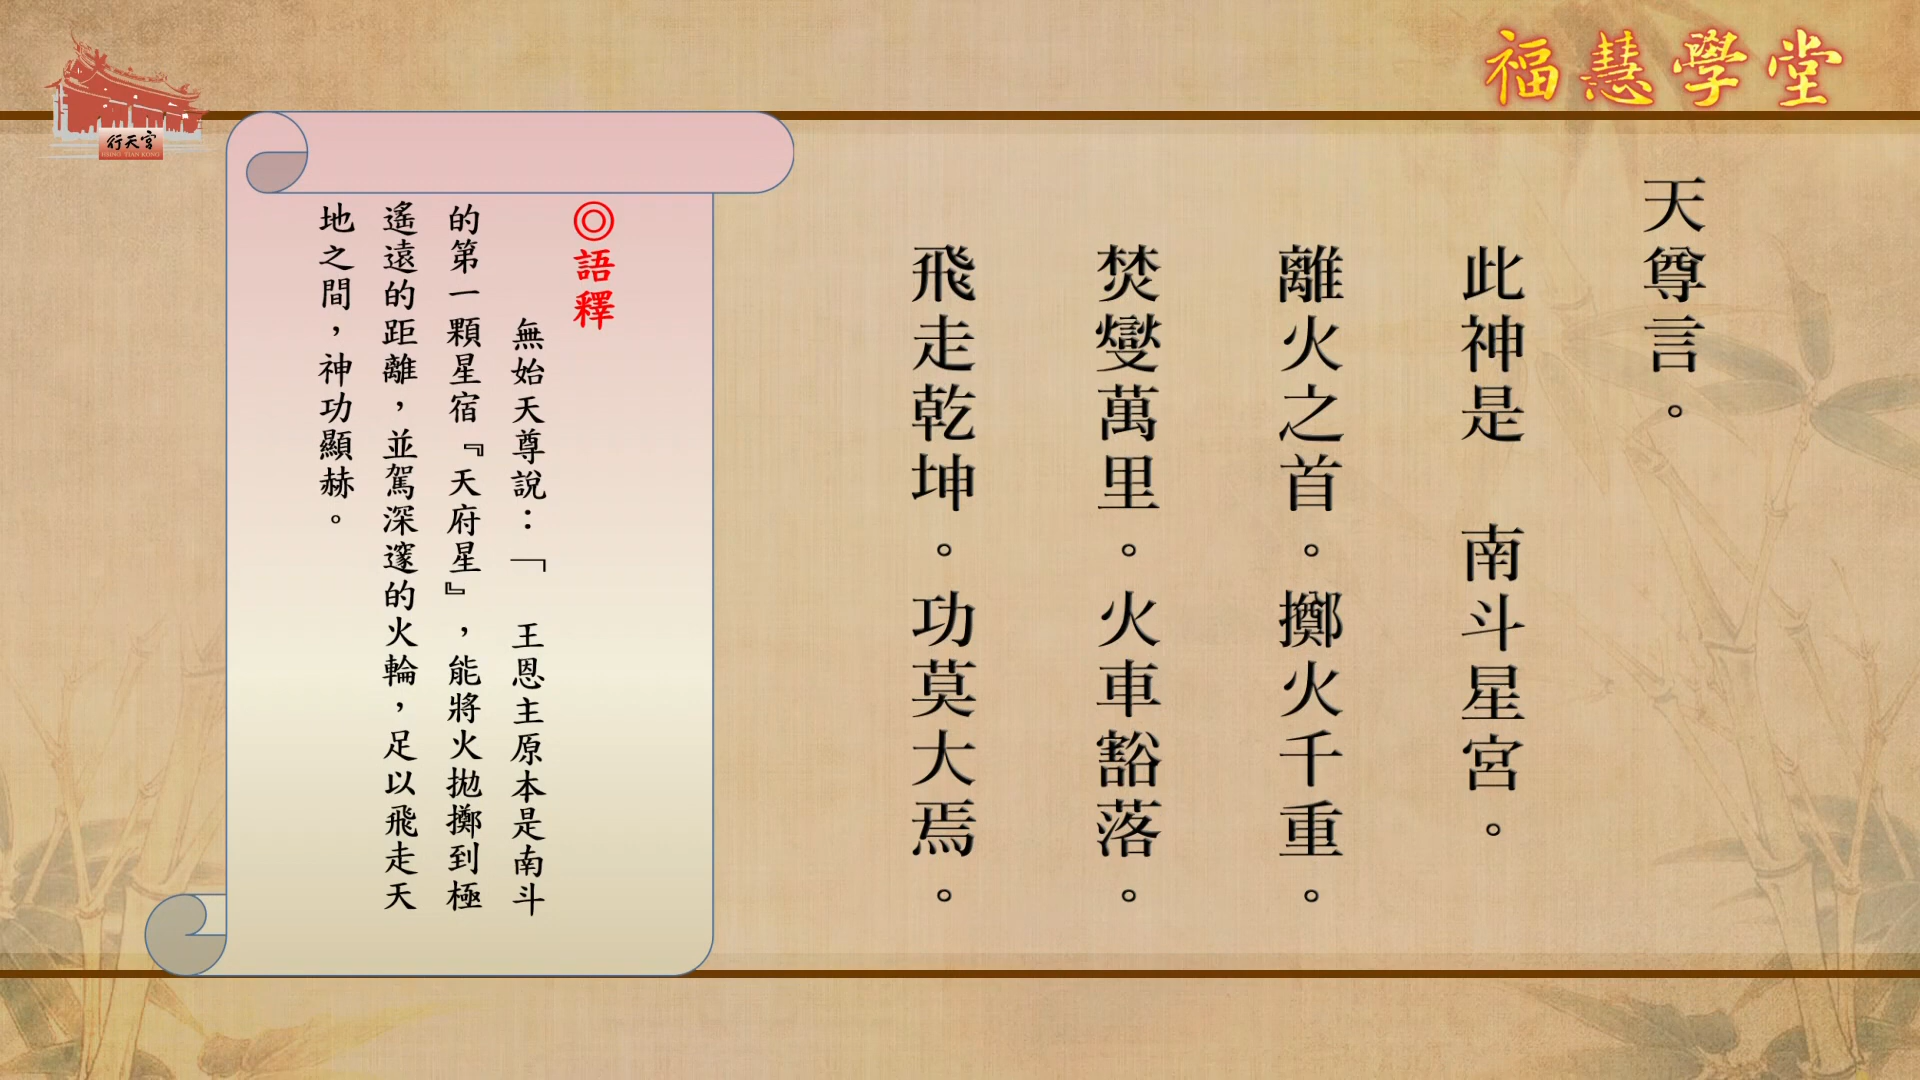 福慧學堂
行天宮
HSING TIAN KONG
天尊言。
此神是　南斗星宮。
離火之首。擲火千重。
焚燮萬里。火車豁落。
飛走乾坤。功莫大焉。
◎語釋
無始天尊說：「　王恩主原本是南斗
的第一顆星宿『天府星』，能將火拋擲到極
遙遠的距離，並駕深邃的火輪，足以飛走天
地之間，神功顯赫。